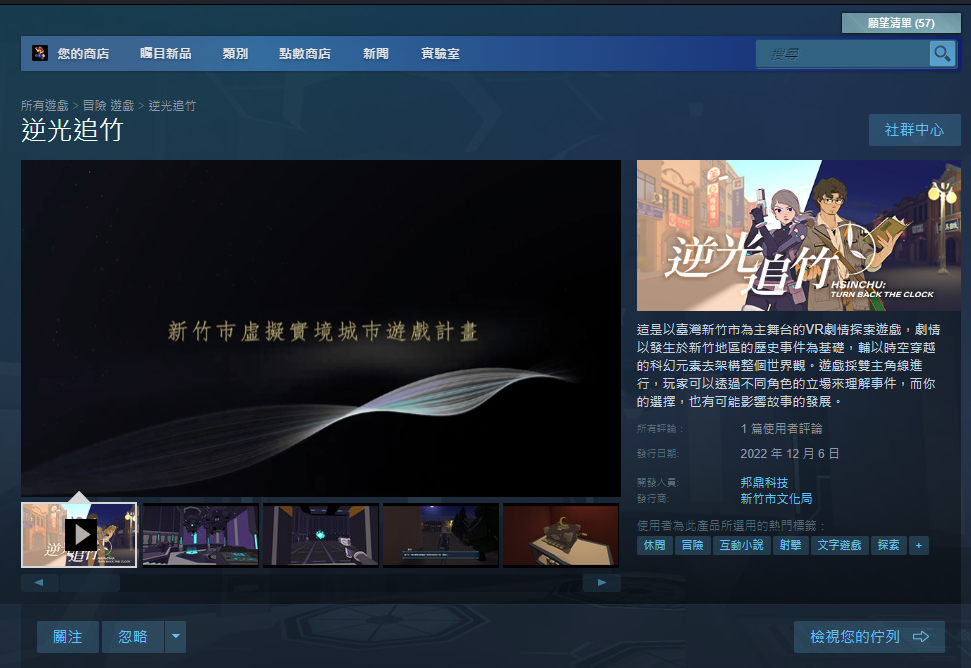 願望清單 (57)
您的商店 矚目新品 類別 點數商店 新聞 實驗室
搜尋
所有遊戲 > 冒險 遊戲 > 逆光追竹
逆光追竹
社群中心
新竹市虛擬實境城市遊戲計畫
逆光追竹
HSINCHU:
TURN BACK THE CLOCK
這是以臺灣新竹市為主舞台的VR劇情探索遊戲，劇情
以發生於新竹地區的歷史事件為基礎，輔以時空穿越
的科幻元素去架構整個世界觀。遊戲採雙主角線進
行，玩家可以透過不同角色的立場來理解事件，而你
的選擇，也有可能影響故事的發展。
所有評論： 1 篇使用者評論
發行日期: 2022 年 12 月 6 日
開發人員: 邦鼎科技
發行商: 新竹市文化局
使用者為此產品所選用的熱門標籤：
休閒 冒險 互動小說 射擊 文字遊戲 探索 +
關注 忽略
檢視您的佇列